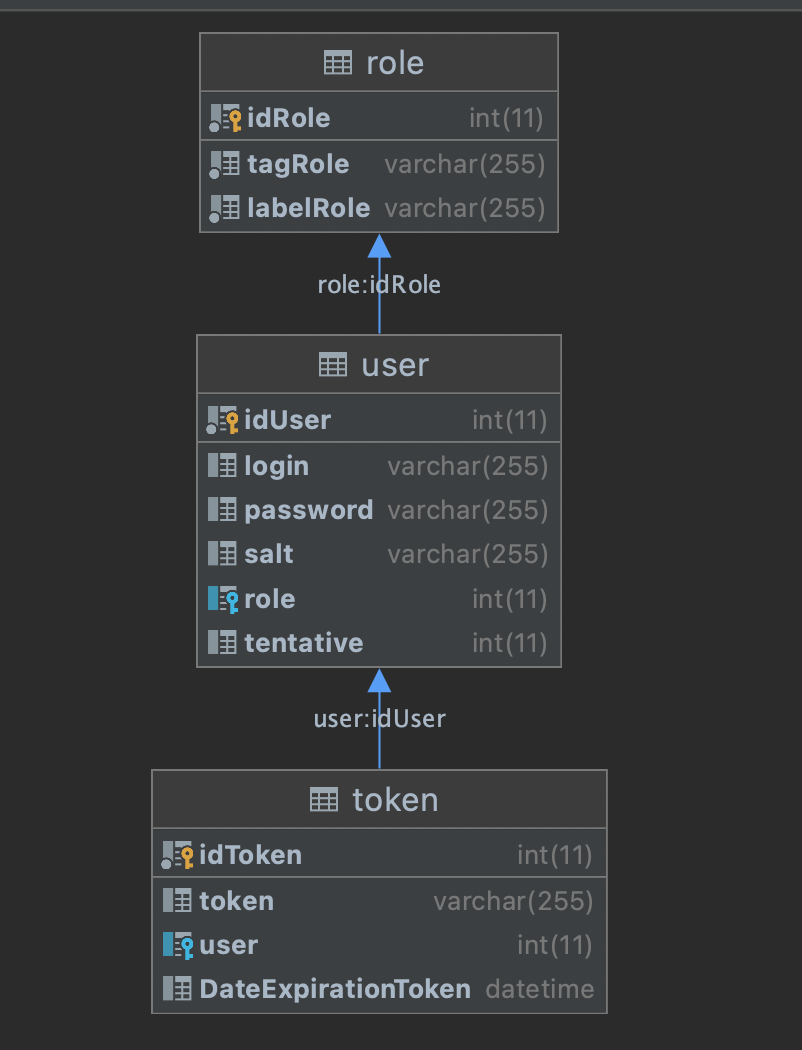 role
idRole int(11)
tagRole varchar(255)
labelRole varchar(255)
role:idRole
user
idUser int(11)
login varchar(255)
password varchar(255)
salt varchar(255)
role int(11)
tentative int(11)
user:idUser
token
idToken int(11)
token varchar(255)
user int(11)
DateExpirationToken datetime